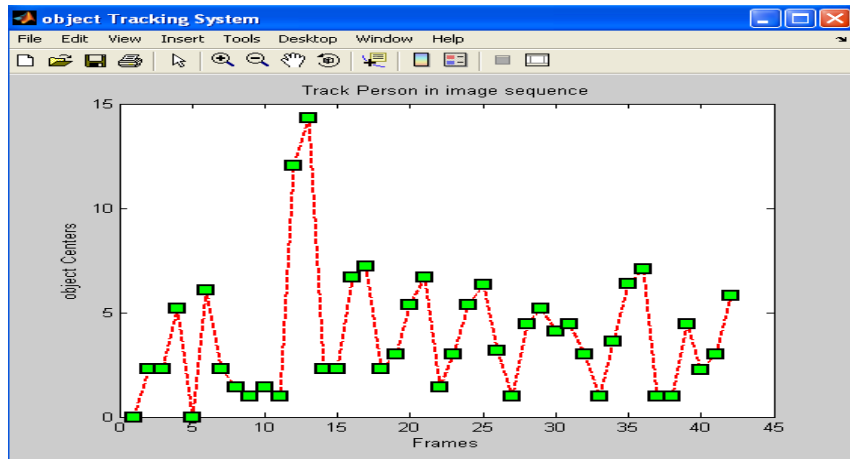 object Tracking System
File Edit View Insert Tools Desktop Window Help
Track Person in image sequence
15
10
5
0
object Centers
0 5 10 15 20 25 30 35 40 45
Frames